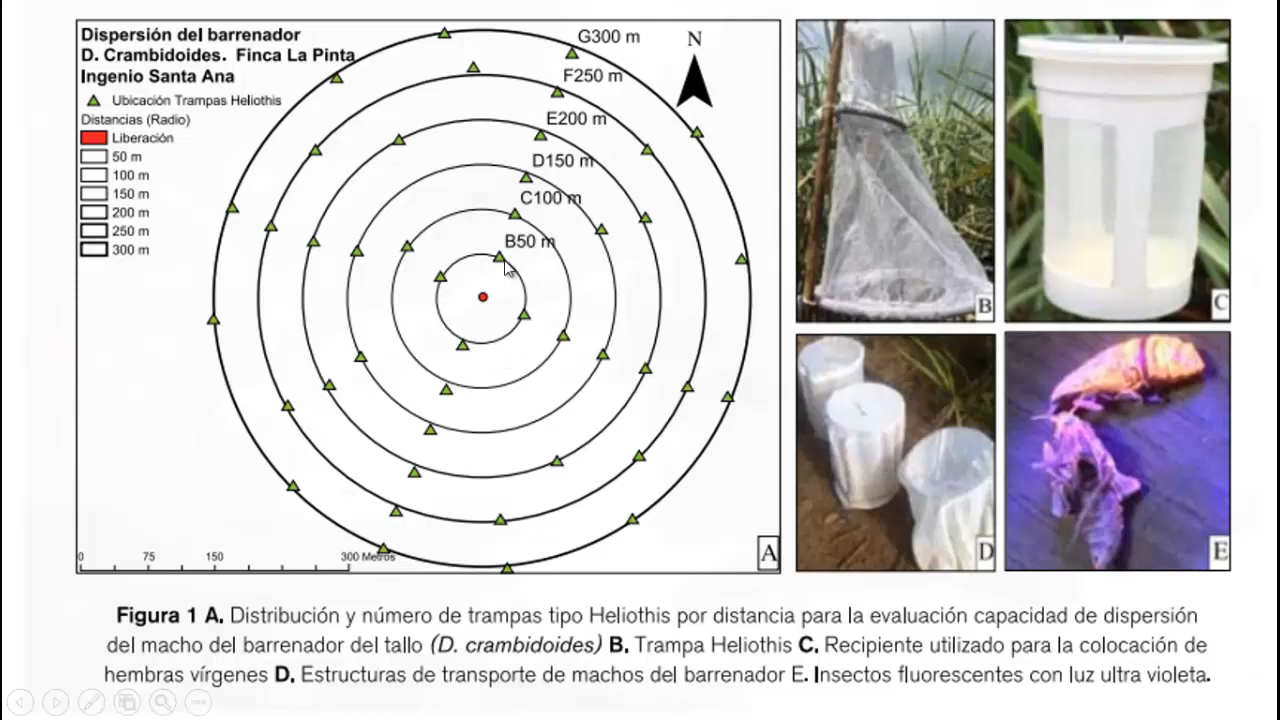 Dispersión del barrenador
D. Crambidoides. Finca La Pinta
Ingenio Santa Ana
Ubicación Trampas Heliothis
Distancias (Radio)
Liberación
50 m
100 m
150 m
200 m
250 m
300 m
G300 m
F250 m
E200 m
D150 m
C100 m
B50 m
N
0 75 150 300 Metros
A
B
C
D
E
Figura 1 A. Distribución y número de trampas tipo Heliothis por distancia para la evaluación capacidad de dispersión
del macho del barrenador del tallo (D. crambidoides) B. Trampa Heliothis C. Recipiente utilizado para la colocación de
hembras vírgenes D. Estructuras de transporte de machos del barrenador E. Insectos fluorescentes con luz ultra violeta.